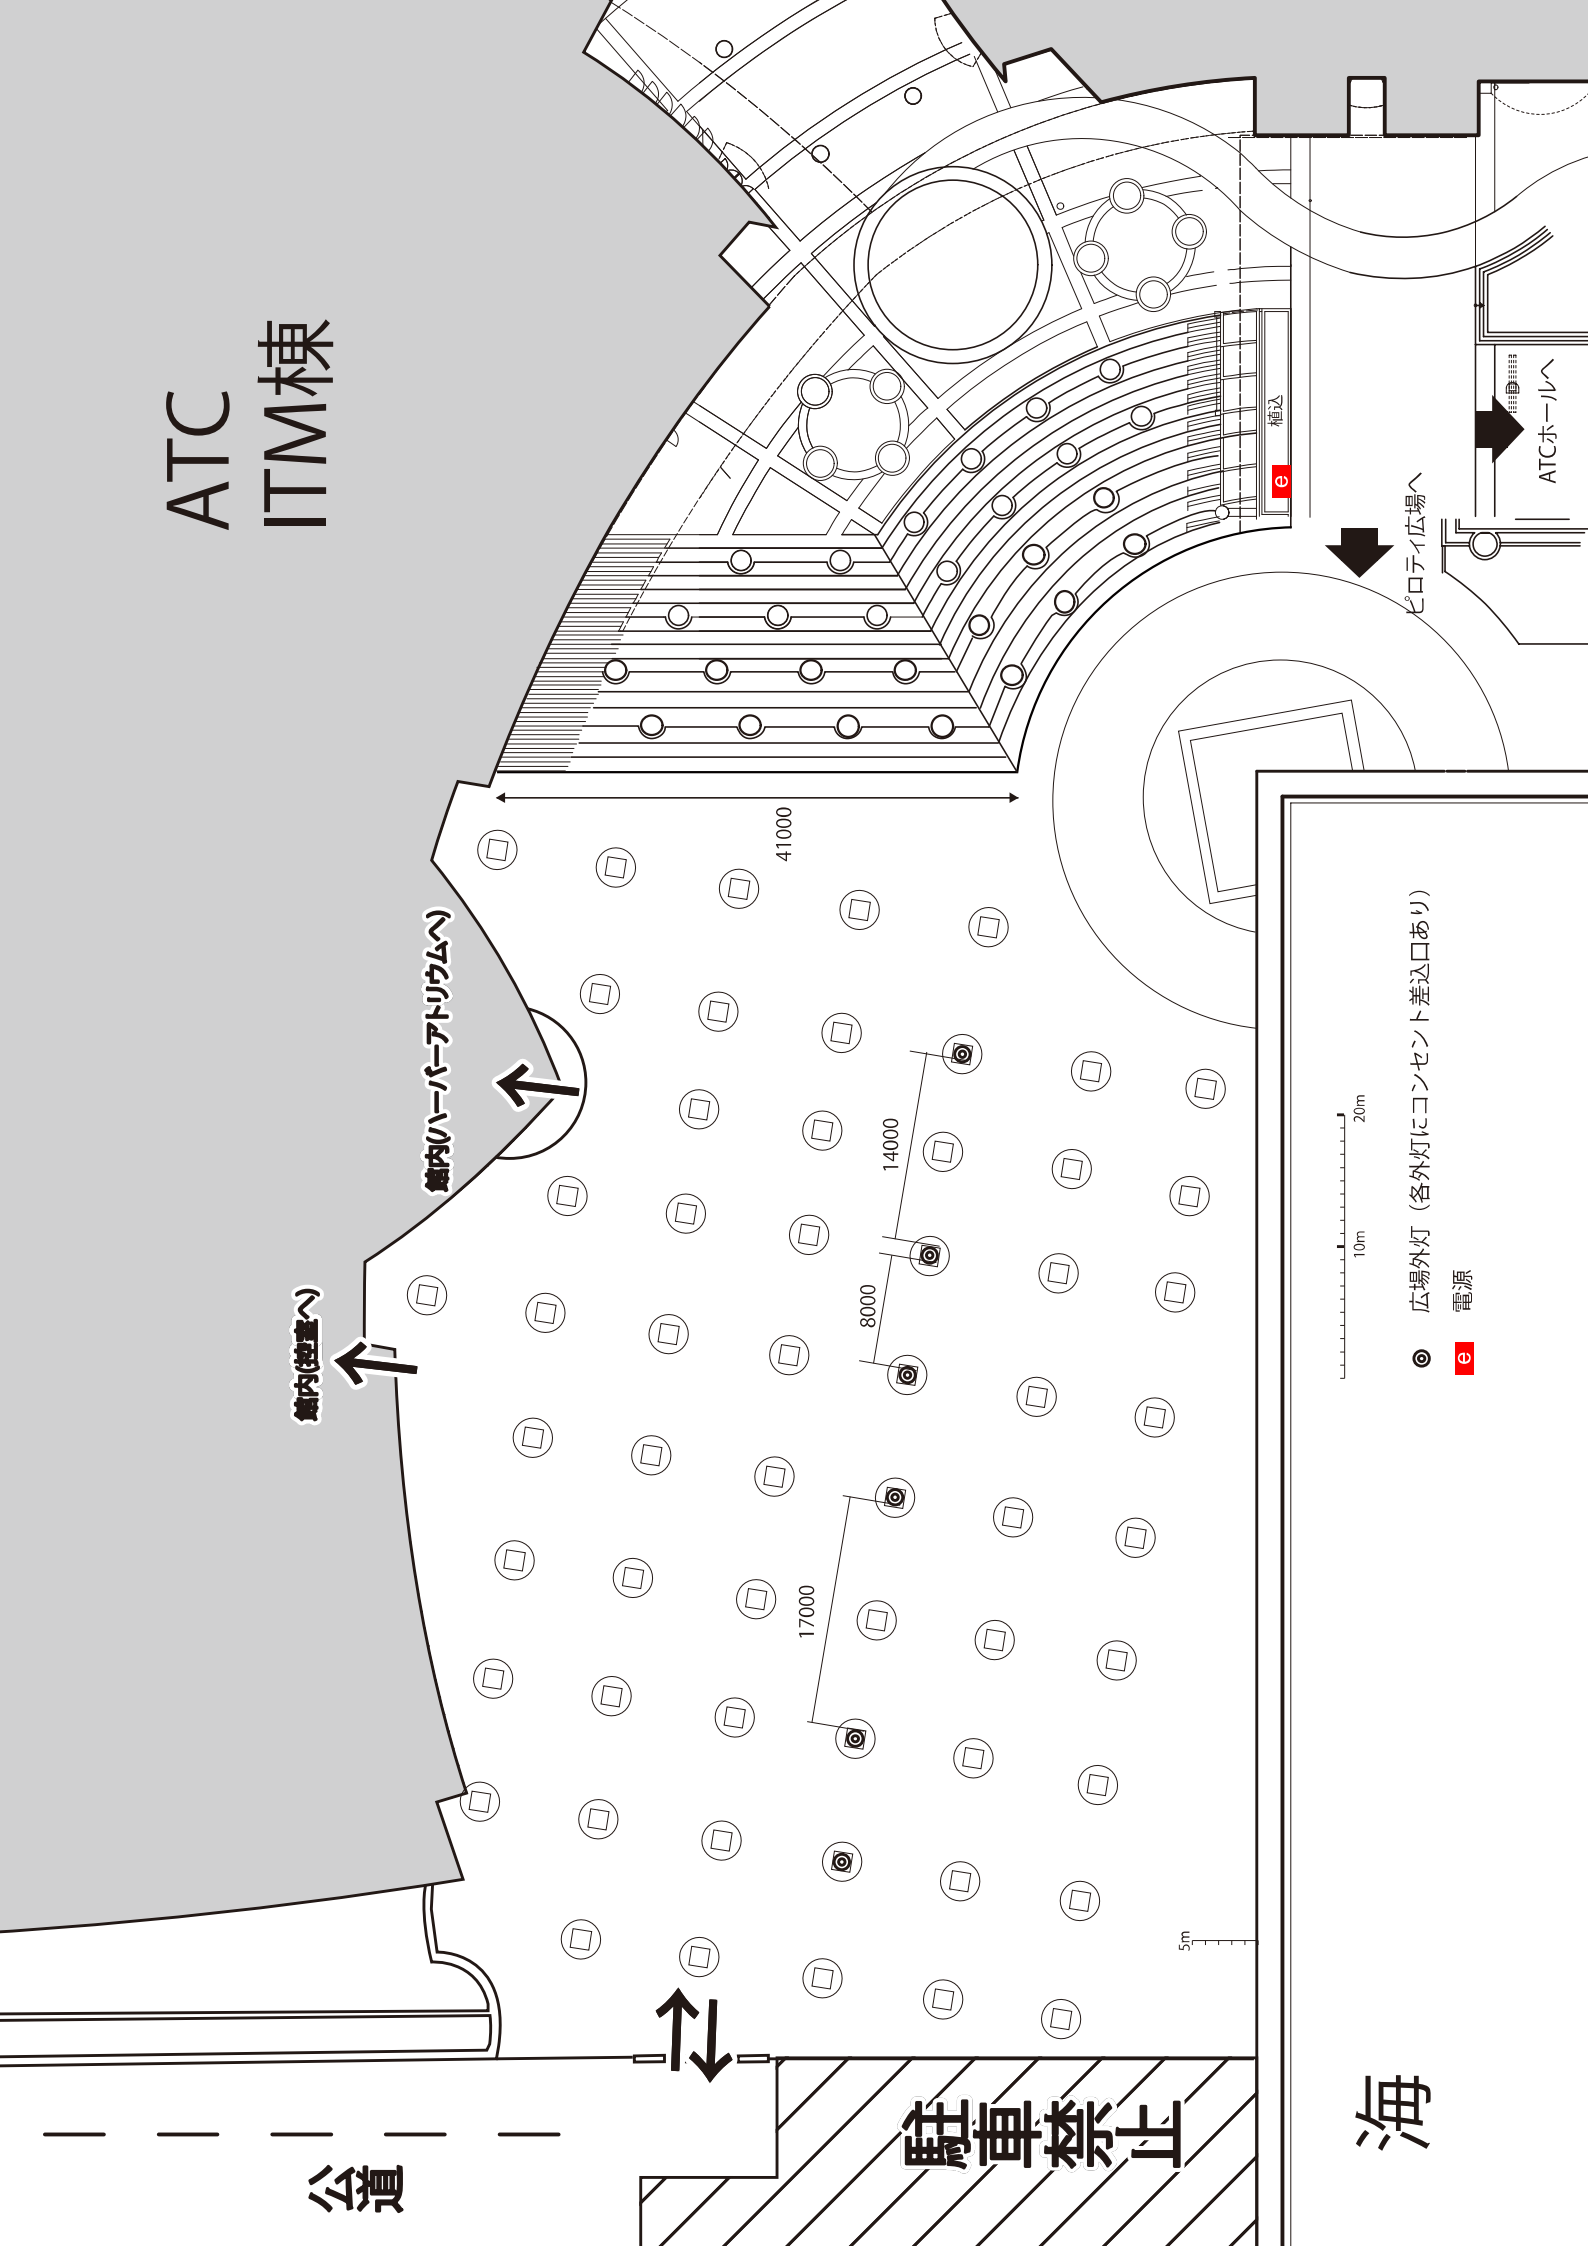 ATC
ITM棟
館内(ハーバーアトリウムへ)
館内(控室へ)
公道
駐車禁止
海
41000
14000
8000
17000
5m
10m
20m
植込
e
ピロティ広場へ
ATCホールへ
広場外灯（各外灯にコンセント差込口あり）
e
電源